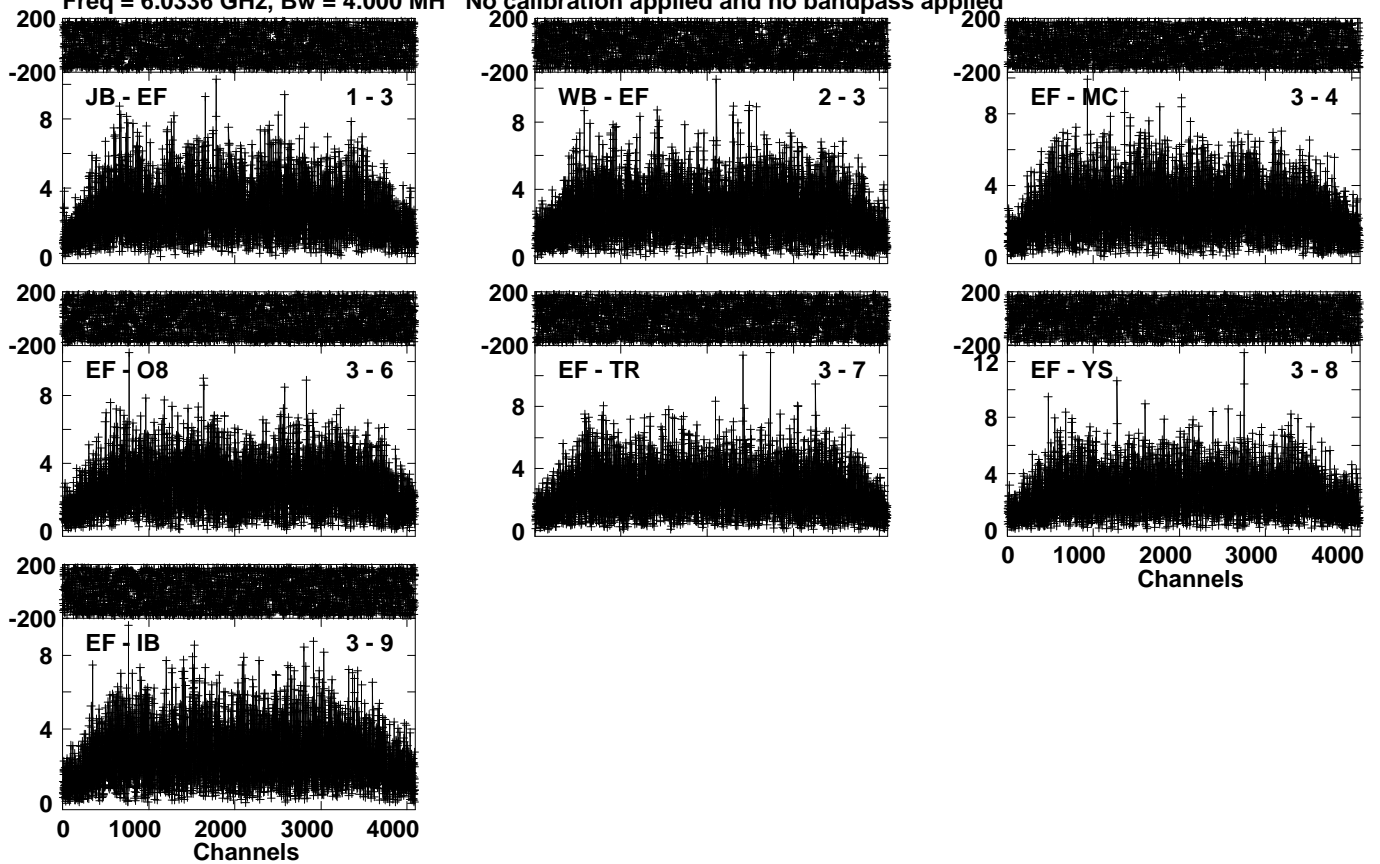 Freq = 6.0336 GHz, Bw = 4.000 MH No calibration applied and no bandpass applied
200 200 200
-200 -200 -200
JB - EF 1 - 3 WB - EF 2 - 3 EF - MC 3 - 4
8 8 8
4 4 4
0 0 0
200 200 200
-200 -200 -200
12
EF - O8 3 - 6 EF - TR 3 - 7 EF - YS 3 - 8
8 8 8
4 4 4
0 0 0
0 1000 2000 3000 4000
Channels
200
-200
EF - IB 3 - 9
8
4
0
0 1000 2000 3000 4000
Channels